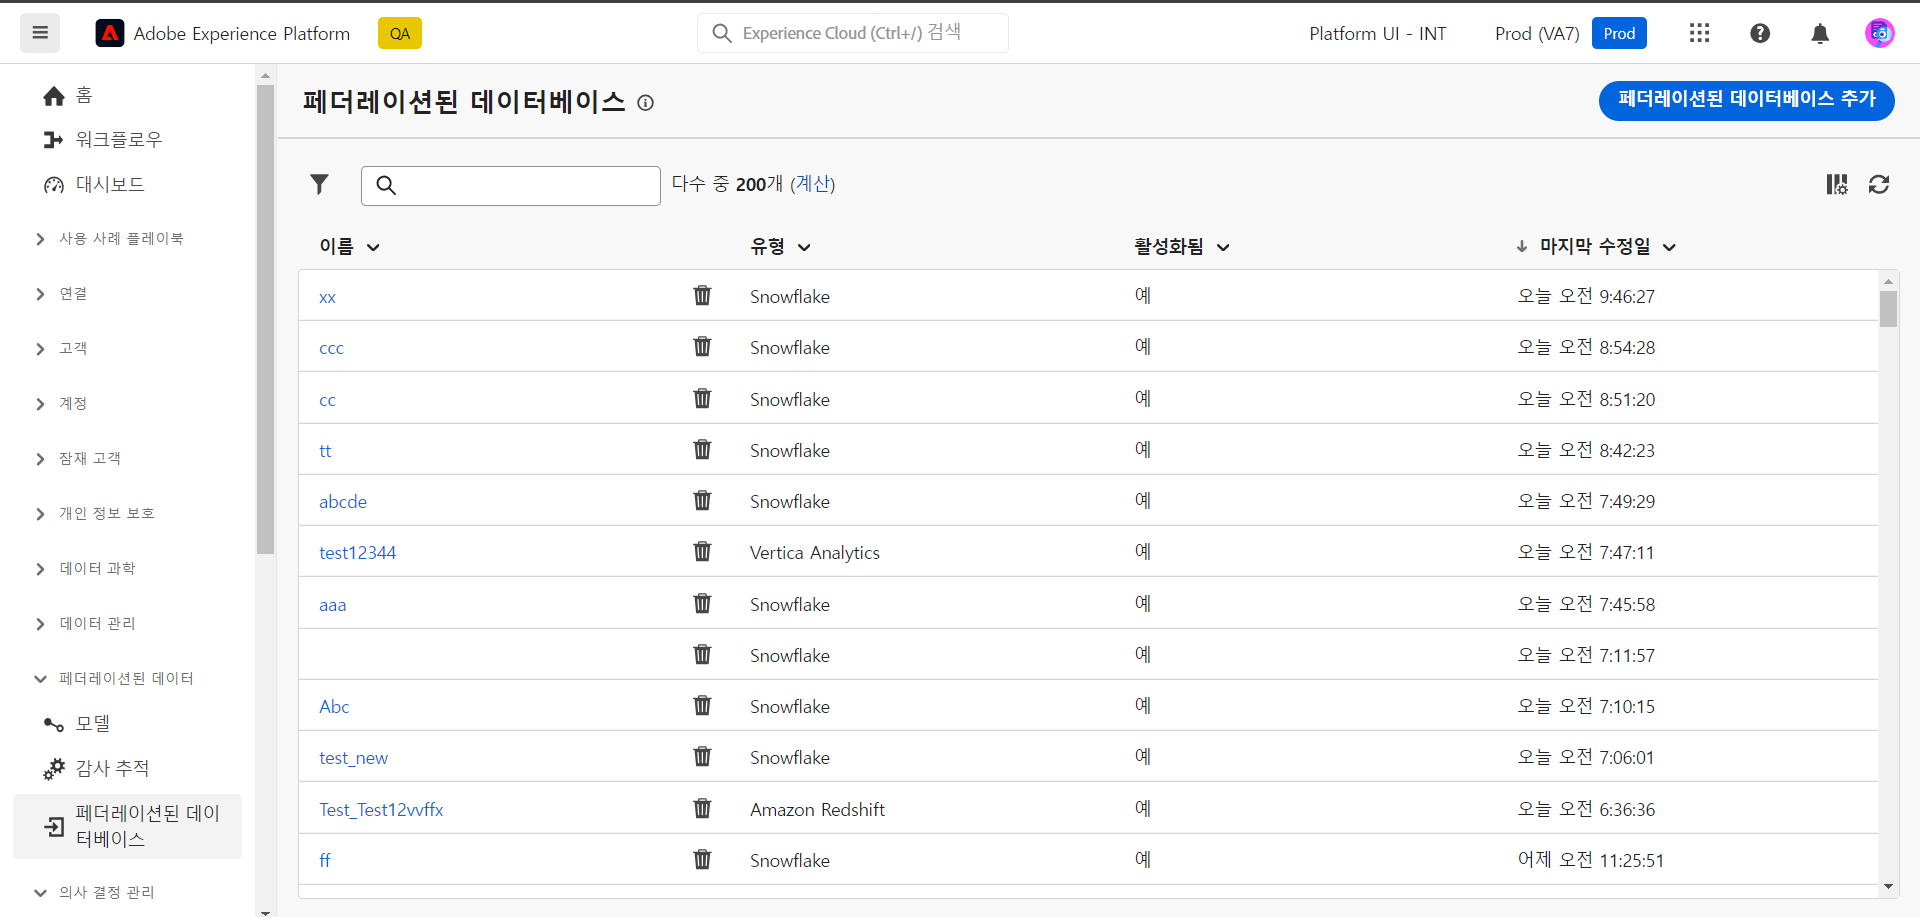 Adobe Experience Platform
QA
Experience Cloud (Ctrl+/) 검색
Platform UI - INT
Prod (VA7)
Prod
홈
워크플로우
대시보드
사용 사례 플레이북
연결
고객
계정
잠재 고객
개인 정보 보호
데이터 과학
데이터 관리
페더레이션된 데이터
모델
감사 추적
페더레이션된 데이
터베이스
의사 결정 관리
페더레이션된 데이터베이스
페더레이션된 데이터베이스 추가
다수 중 200개 (계산)
이름 유형 활성화됨 마지막 수정일
xx Snowflake 예 오늘 오전 9:46:27
ccc Snowflake 예 오늘 오전 8:54:28
cc Snowflake 예 오늘 오전 8:51:20
tt Snowflake 예 오늘 오전 8:42:23
abcde Snowflake 예 오늘 오전 7:49:29
test12344 Vertica Analytics 예 오늘 오전 7:47:11
aaa Snowflake 예 오늘 오전 7:45:58
Snowflake 예 오늘 오전 7:11:57
Abc Snowflake 예 오늘 오전 7:10:15
test_new Snowflake 예 오늘 오전 7:06:01
Test_Test12vvffx Amazon Redshift 예 오늘 오전 6:36:36
ff Snowflake 예 어제 오전 11:25:51